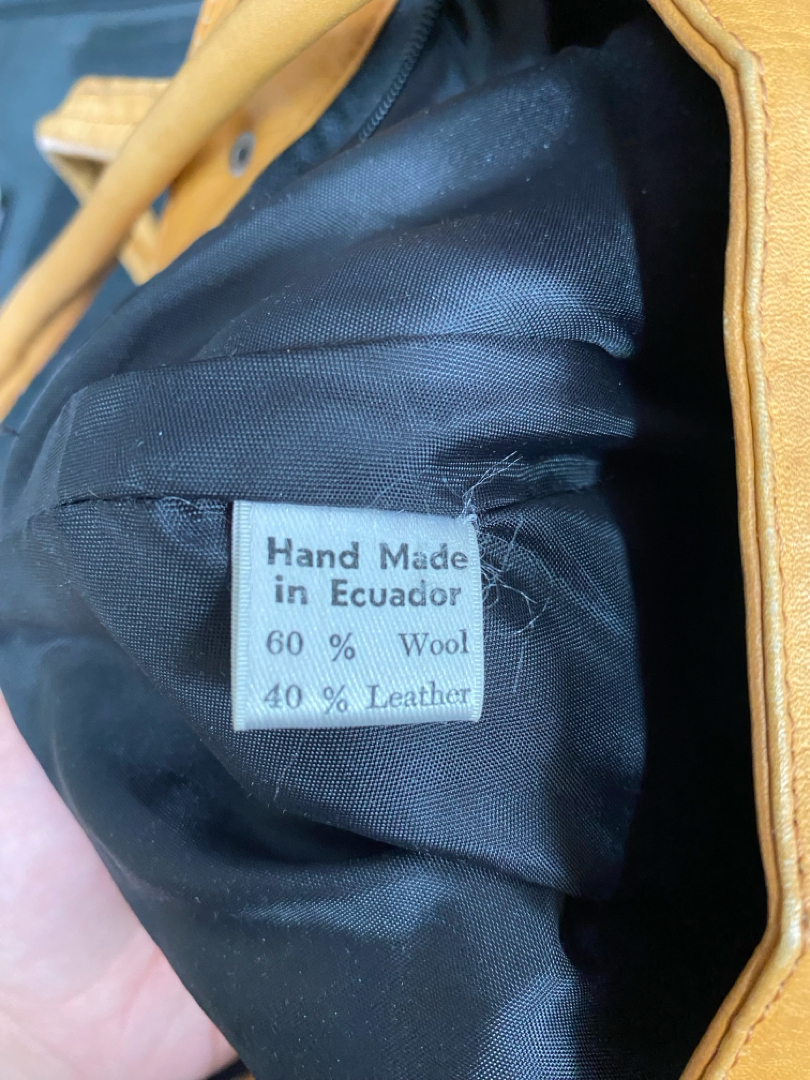 Hand Made
in Ecuador
60 % Wool
40 % Leather